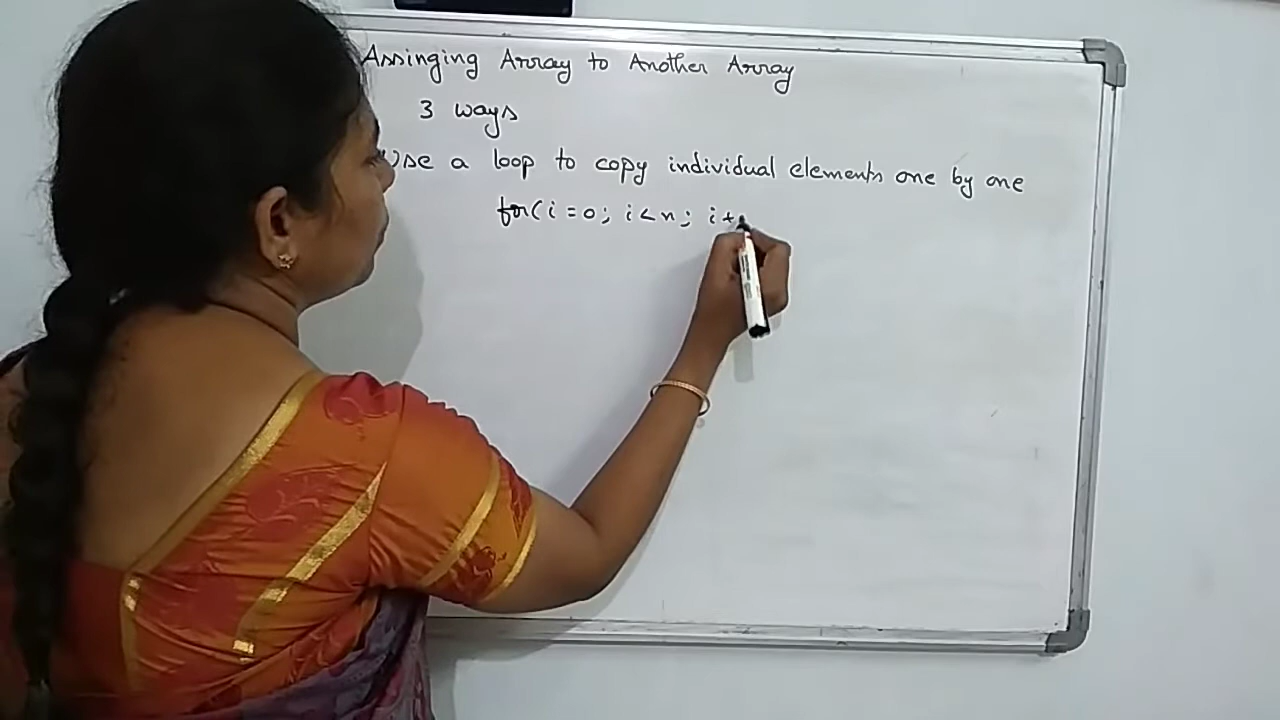 Assinging Array to Another Array
3 ways
Use a loop to copy individual elements one by one
for(i=0; i<n; i+